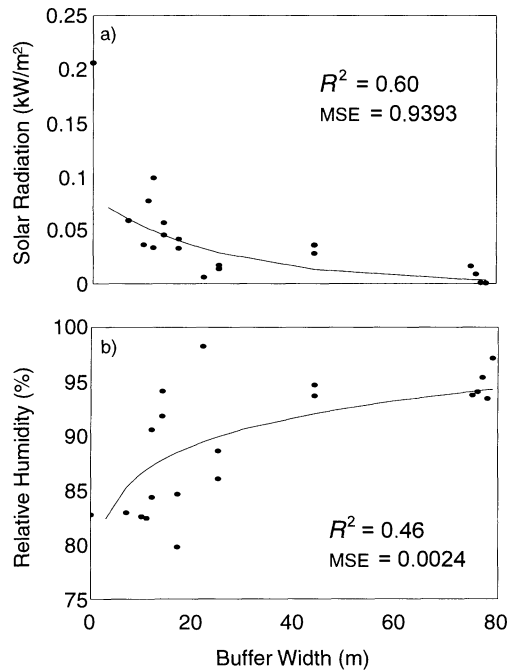 a)
Solar Radiation (kW/m²)
0.25
0.2
0.15
0.1
0.05
0
R² = 0.60
MSE = 0.9393
b)
Relative Humidity (%)
100
95
90
85
80
75
R² = 0.46
MSE = 0.0024
0 20 40 60 80
Buffer Width (m)